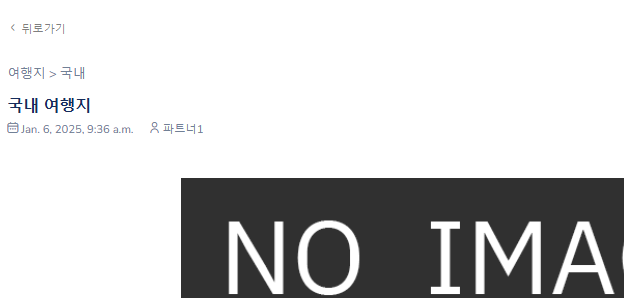 뒤로가기
여행지 > 국내
국내 여행지
Jan. 6, 2025, 9:36 a.m. 파트너1
NO IMA